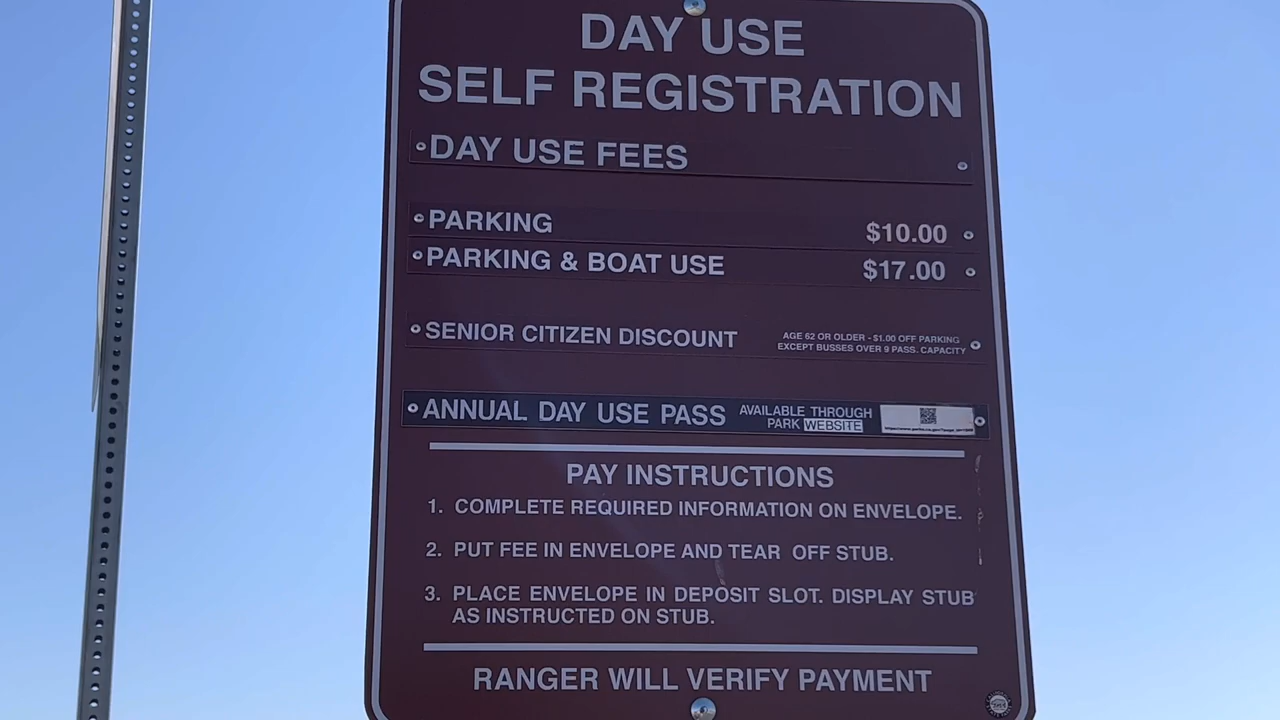 DAY USE
SELF REGISTRATION
DAY USE FEES
PARKING $10.00
PARKING & BOAT USE $17.00
SENIOR CITIZEN DISCOUNT AGE 62 OR OLDER - $1.00 OFF PARKING
EXCEPT BUSSES OVER 9 PASS. CAPACITY
ANNUAL DAY USE PASS AVAILABLE THROUGH
PARK WEBSITE
PAY INSTRUCTIONS
1. COMPLETE REQUIRED INFORMATION ON ENVELOPE.
2. PUT FEE IN ENVELOPE AND TEAR OFF STUB.
3. PLACE ENVELOPE IN DEPOSIT SLOT. DISPLAY STUB
AS INSTRUCTED ON STUB.
RANGER WILL VERIFY PAYMENT